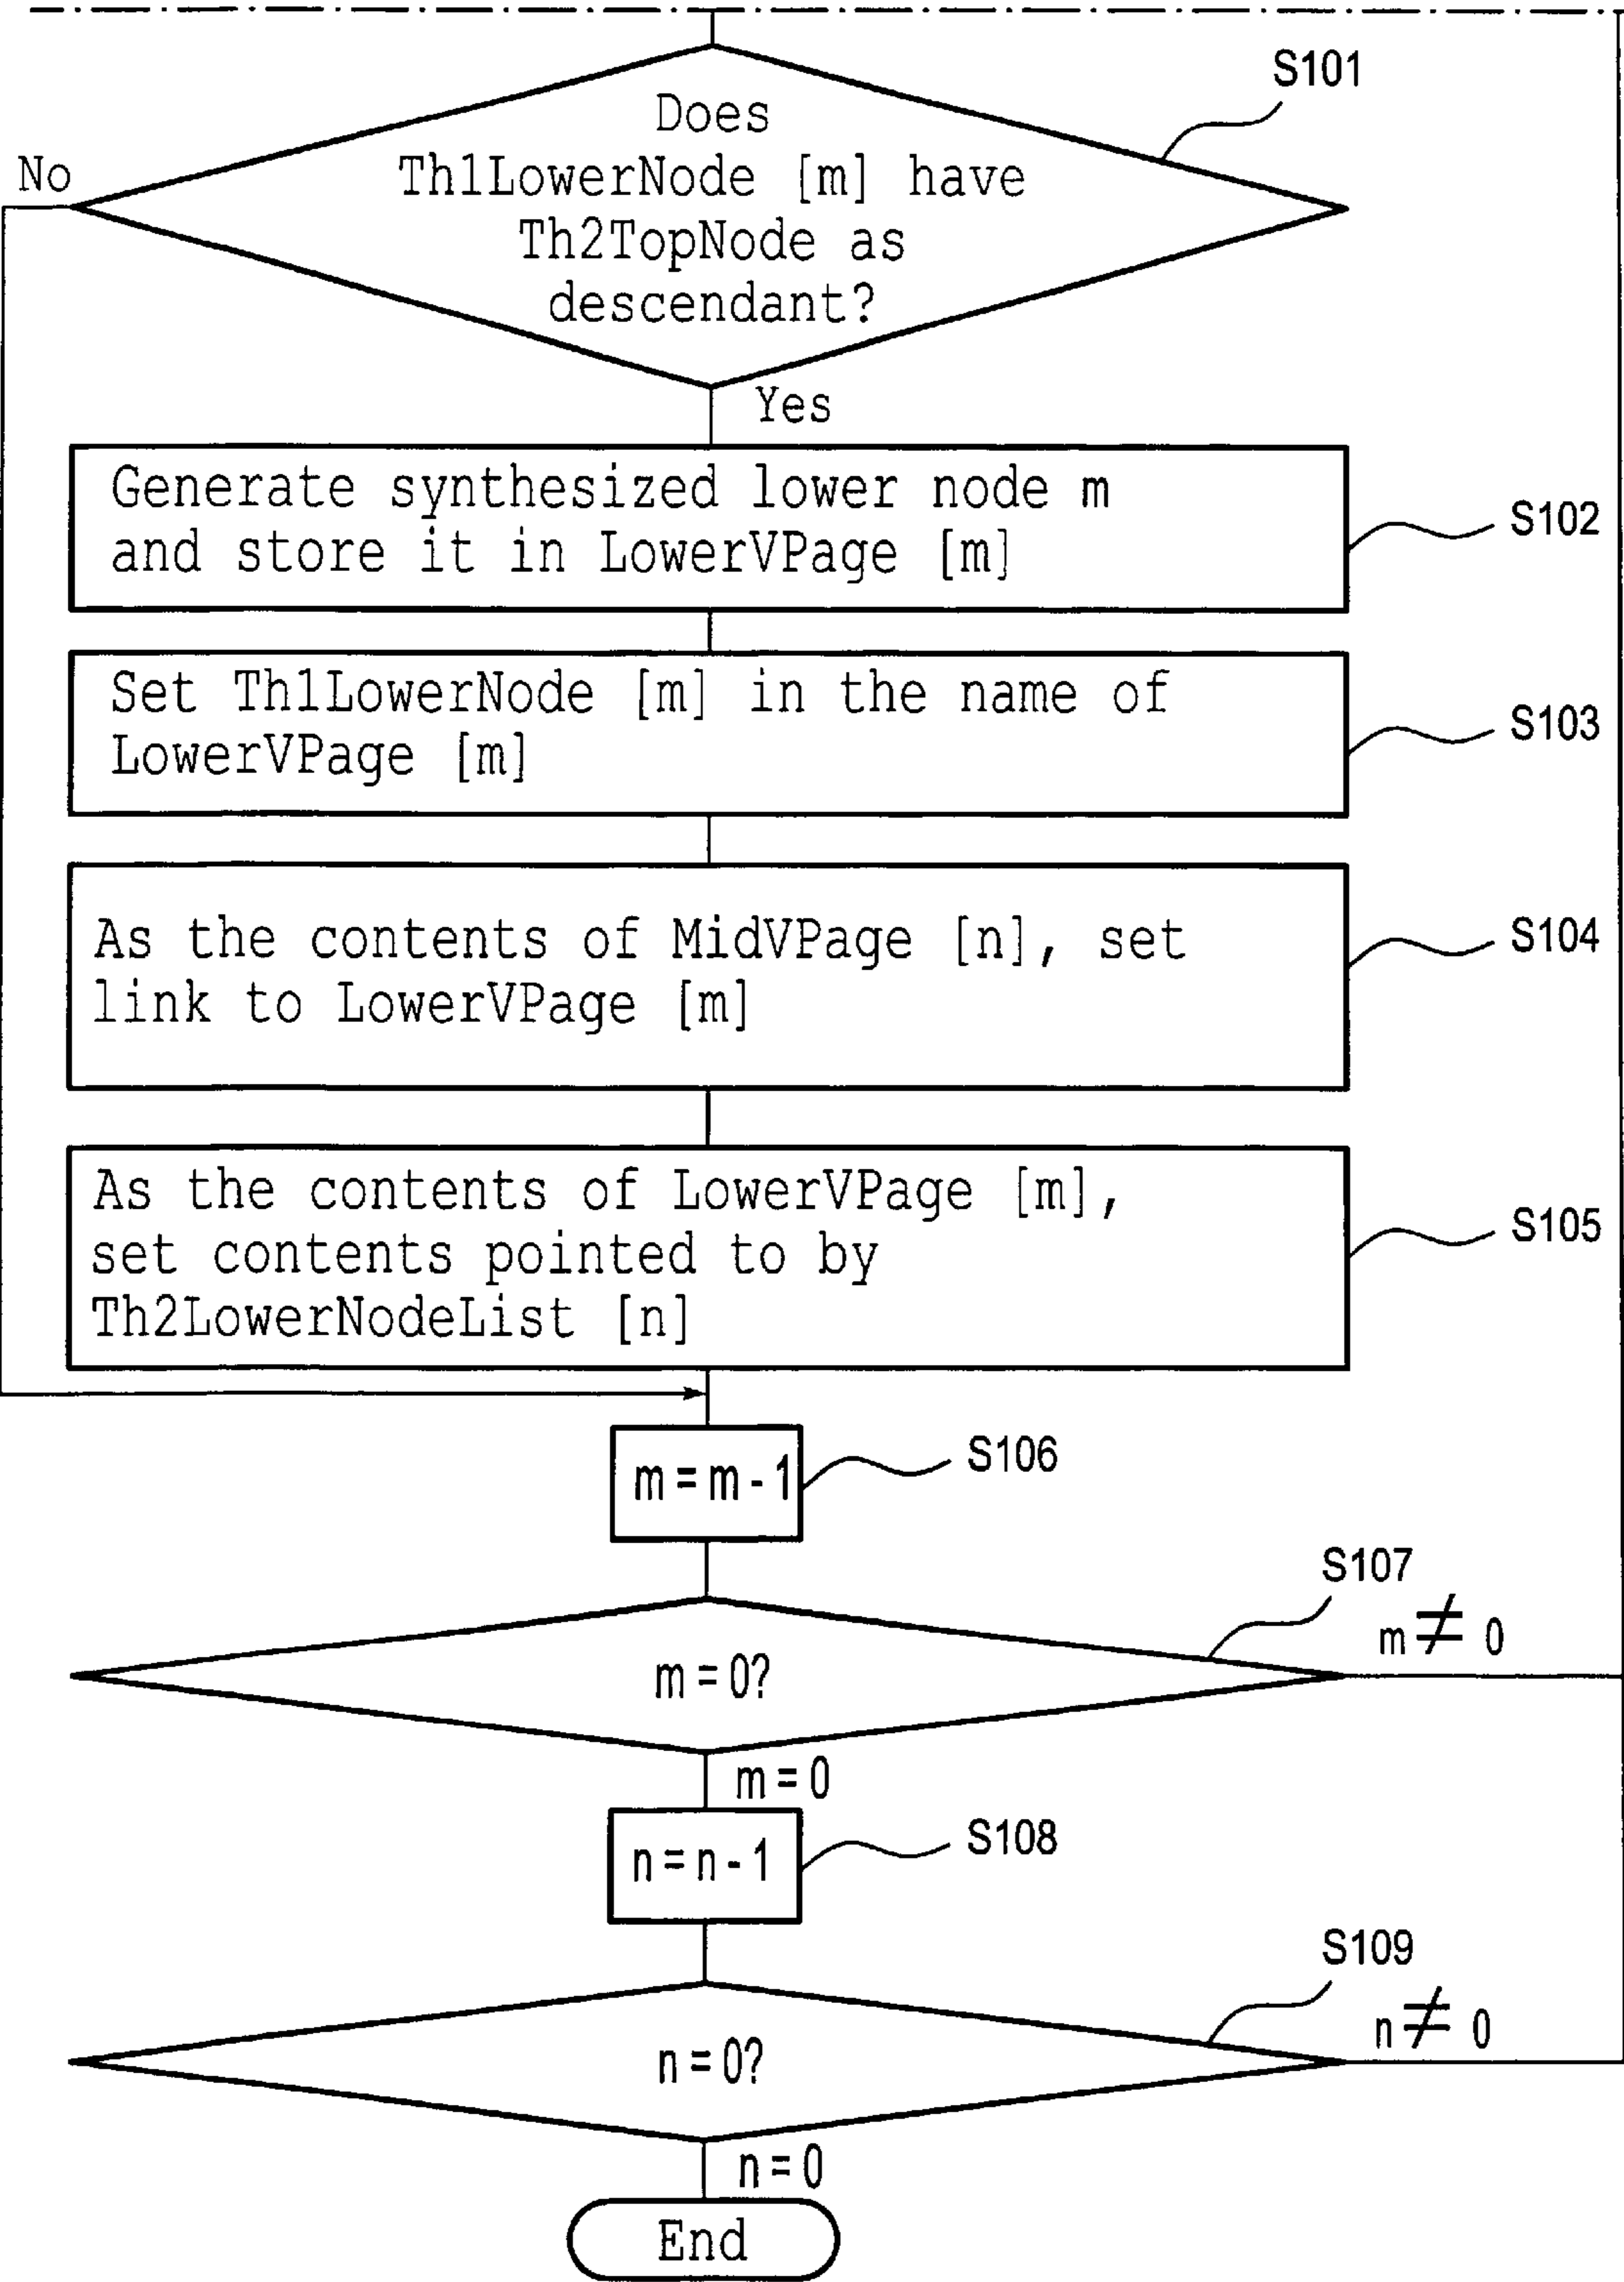 S101
Does
Th1LowerNode [m] have
Th2TopNode as
descendant?
No
Yes
Generate synthesized lower node m
and store it in LowerVPage [m]
S102
Set Th1LowerNode [m] in the name of
LowerVPage [m]
S103
As the contents of MidVPage [n], set
link to LowerVPage [m]
S104
As the contents of LowerVPage [m],
set contents pointed to by
Th2LowerNodeList [n]
S105
m=m-1
S106
S107
m≠0
m=0?
m=0
n=n-1
S108
S109
n≠0
n=0?
n=0
End